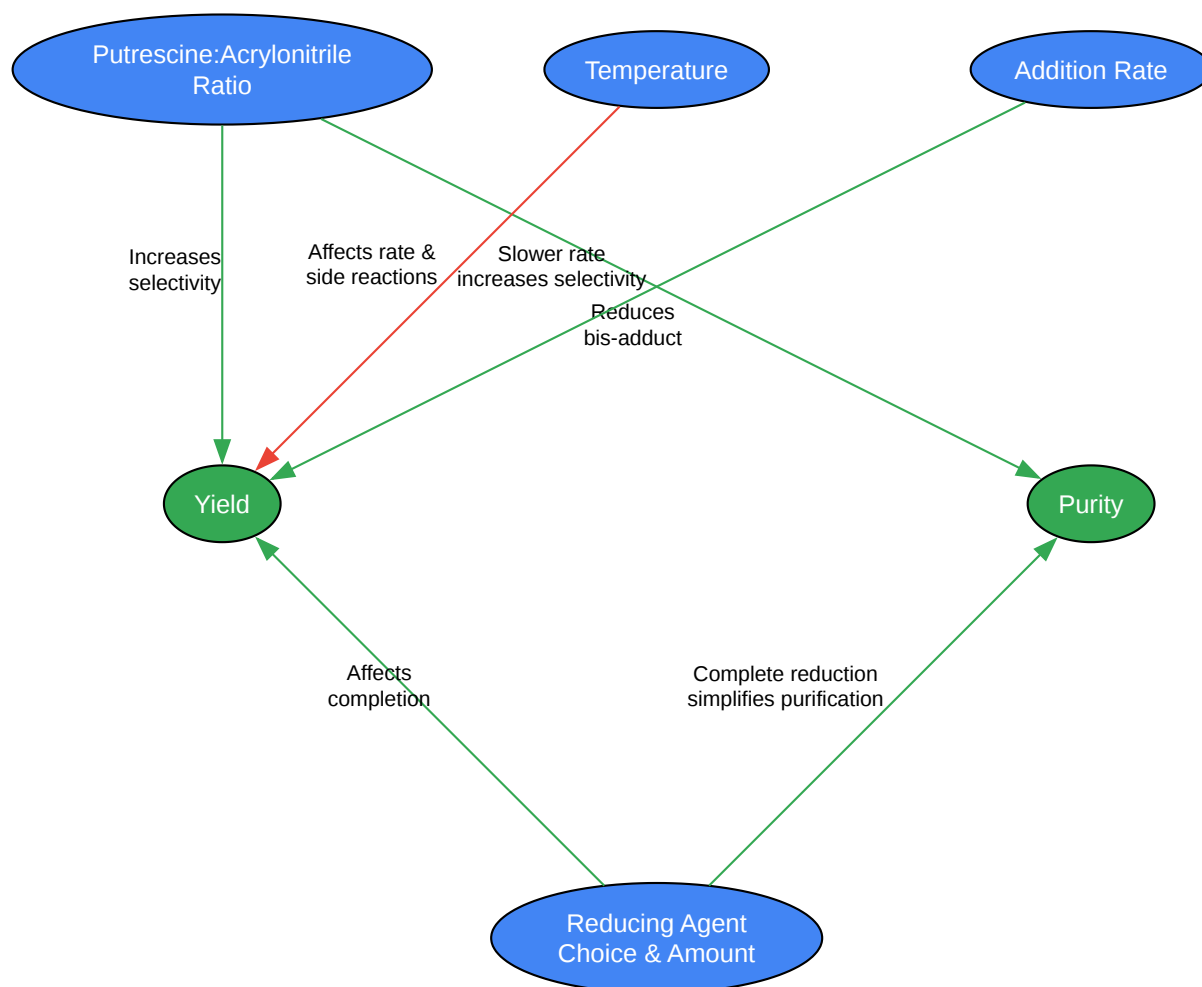 Putrescine:Acrylonitrile
Ratio
Temperature
Addition Rate
Increases
selectivity
Affects rate &
side reactions
Slower rate
increases selectivity
Reduces
bis-adduct
Yield
Purity
Affects
completion
Complete reduction
simplifies purification
Reducing Agent
Choice & Amount